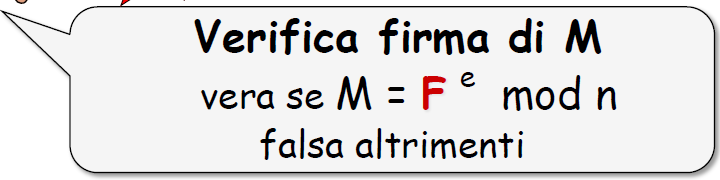 Verifica firma di M
vera se M = F e mod n
falsa altrimenti